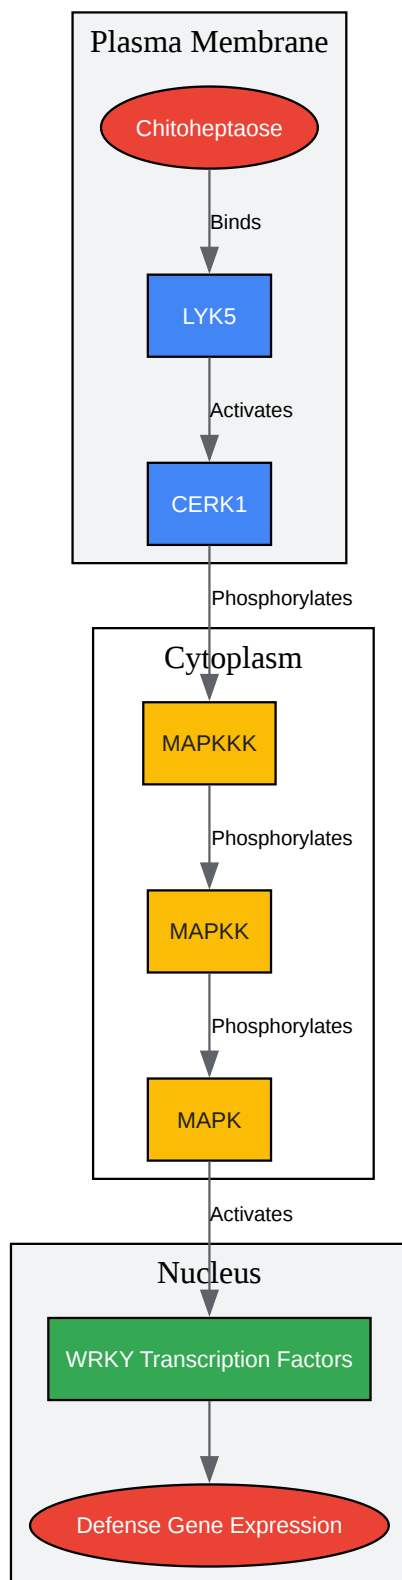 Plasma Membrane
Chitoheptaose
Binds
LYK5
Activates
CERK1
Phosphorylates
Cytoplasm
MAPKKK
Phosphorylates
MAPKK
Phosphorylates
MAPK
Activates
Nucleus
WRKY Transcription Factors
Defense Gene Expression